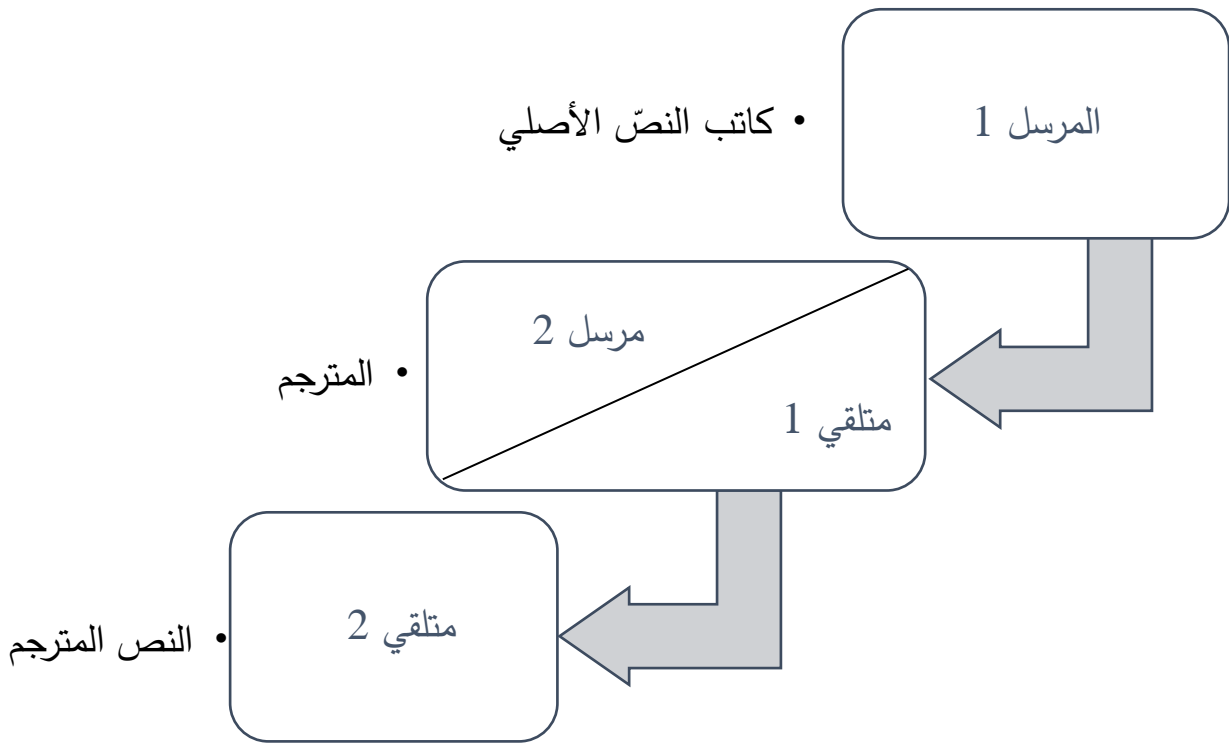 المرسل 1
• كاتب النصّ الأصلي
مرسل 2
متلقي 1
• المترجم
متلقي 2
• النص المترجم